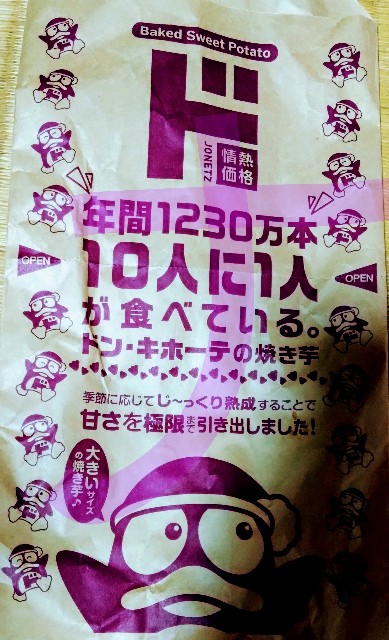 Baked Sweet Potato
ド
JONETZ
情熱
価格
年間1230万本
10人に1人
OPEN
OPEN
が食べている。
ドン・キホーテの焼き芋
季節に応じてじ〜っくり熟成することで
甘さを極限まで引き出しました!
大きいサイズ
の焼き芋♪